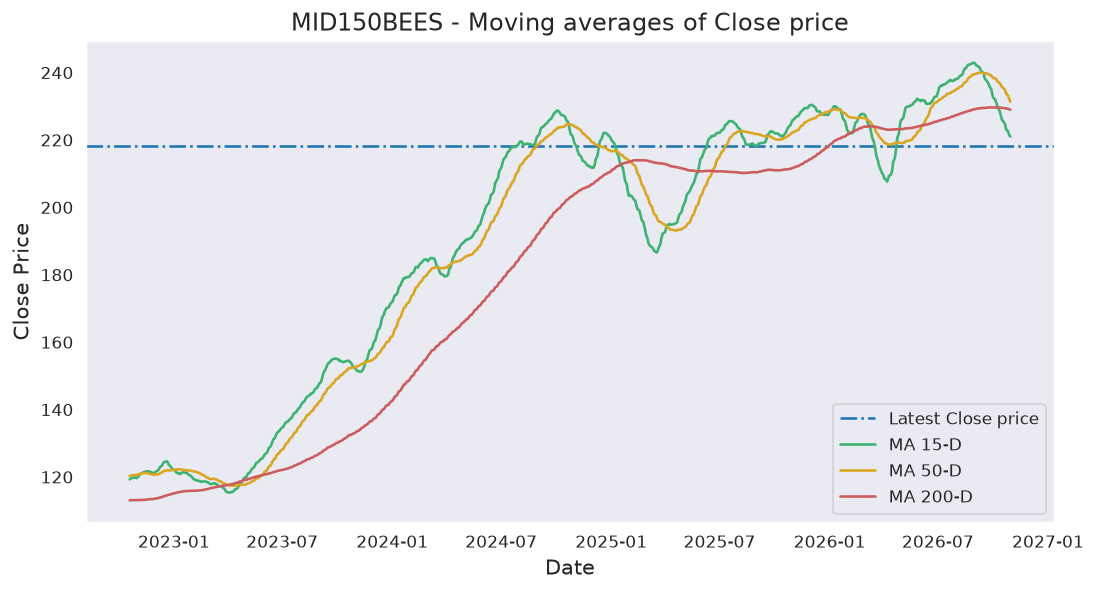 MID150BEES - Moving averages of Close price
Close Price
240
220
200
180
160
140
120
Latest Close price
MA 15-D
MA 50-D
MA 200-D
2023-01 2023-07 2024-01 2024-07 2025-01 2025-07 2026-01 2026-07 2027-01
Date